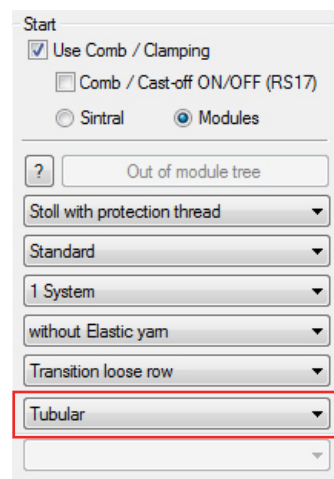 Start
Use Comb / Clamping
Comb / Cast-off ON/OFF (RS17)
Sintral Modules
? Out of module tree
Stoll with protection thread
Standard
1 System
without Elastic yarn
Transition loose row
Tubular